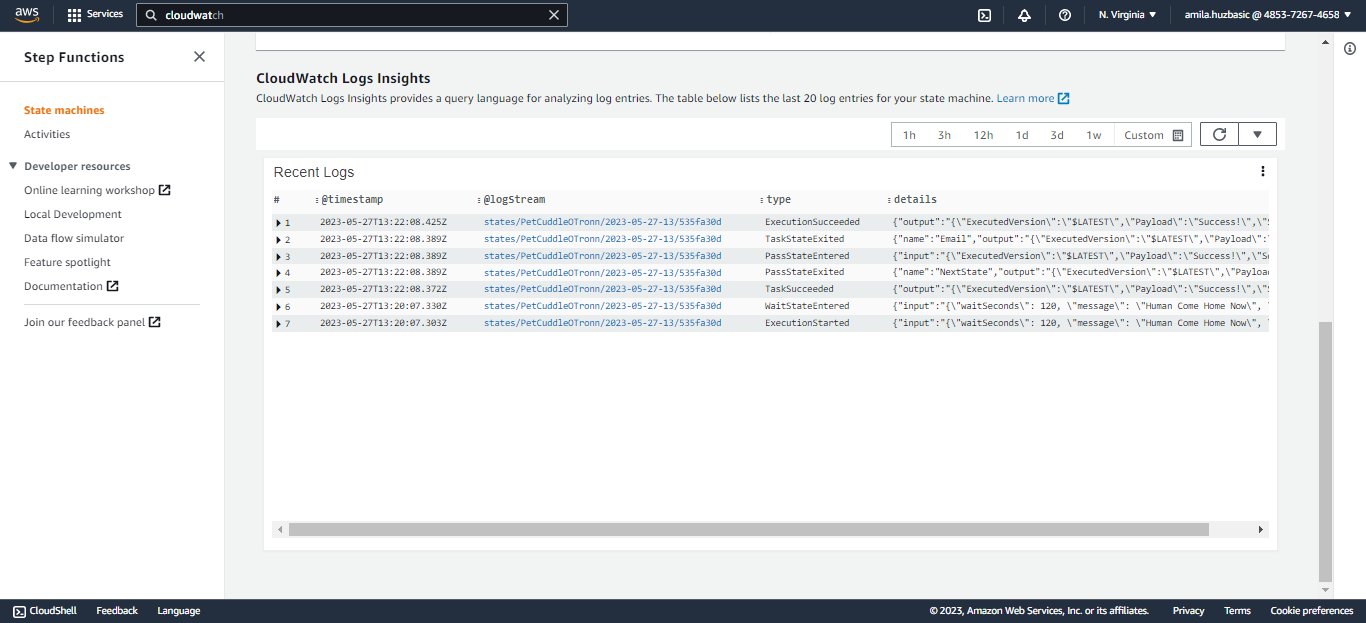 aws Services cloudwatch N. Virginia amila.huzbasic @ 4853-7267-4658
Step Functions
State machines
Activities
Developer resources
Online learning workshop
Local Development
Data flow simulator
Feature spotlight
Documentation
Join our feedback panel
CloudWatch Logs Insights
CloudWatch Logs Insights provides a query language for analyzing log entries. The table below lists the last 20 log entries for your state machine. Learn more
1h 3h 12h 1d 3d 1w Custom
Recent Logs
# @timestamp @logStream type details
1 2023-05-27T13:22:08.425Z states/PetCuddleOTronn/2023-05-27-13/535fa30d ExecutionSucceeded {"output":"{\"ExecutedVersion\":\"$LATEST\",\"Payload\":\"Success!\",\"S
2 2023-05-27T13:22:08.389Z states/PetCuddleOTronn/2023-05-27-13/535fa30d TaskStateExited {"name":"Email","output":"{\"ExecutedVersion\":\"$LATEST\",\"Payload\":\"
3 2023-05-27T13:22:08.389Z states/PetCuddleOTronn/2023-05-27-13/535fa30d PassStateEntered {"input":"{\"ExecutedVersion\":\"$LATEST\",\"Payload\":\"Success!\",\"S
4 2023-05-27T13:22:08.389Z states/PetCuddleOTronn/2023-05-27-13/535fa30d PassStateExited {"name":"NextState","output":"{\"ExecutedVersion\":\"$LATEST\",\"Payloa
5 2023-05-27T13:22:08.372Z states/PetCuddleOTronn/2023-05-27-13/535fa30d TaskSucceeded {"output":"{\"ExecutedVersion\":\"$LATEST\",\"Payload\":\"Success!\",\"S
6 2023-05-27T13:20:07.330Z states/PetCuddleOTronn/2023-05-27-13/535fa30d WaitStateEntered {"input":"{\"waitSeconds\": 120, \"message\": \"Human Come Home Now\", \
7 2023-05-27T13:20:07.303Z states/PetCuddleOTronn/2023-05-27-13/535fa30d ExecutionStarted {"input":"{\"waitSeconds\": 120, \"message\": \"Human Come Home Now\", \
CloudShell Feedback Language © 2023, Amazon Web Services, Inc. or its affiliates. Privacy Terms Cookie preferences